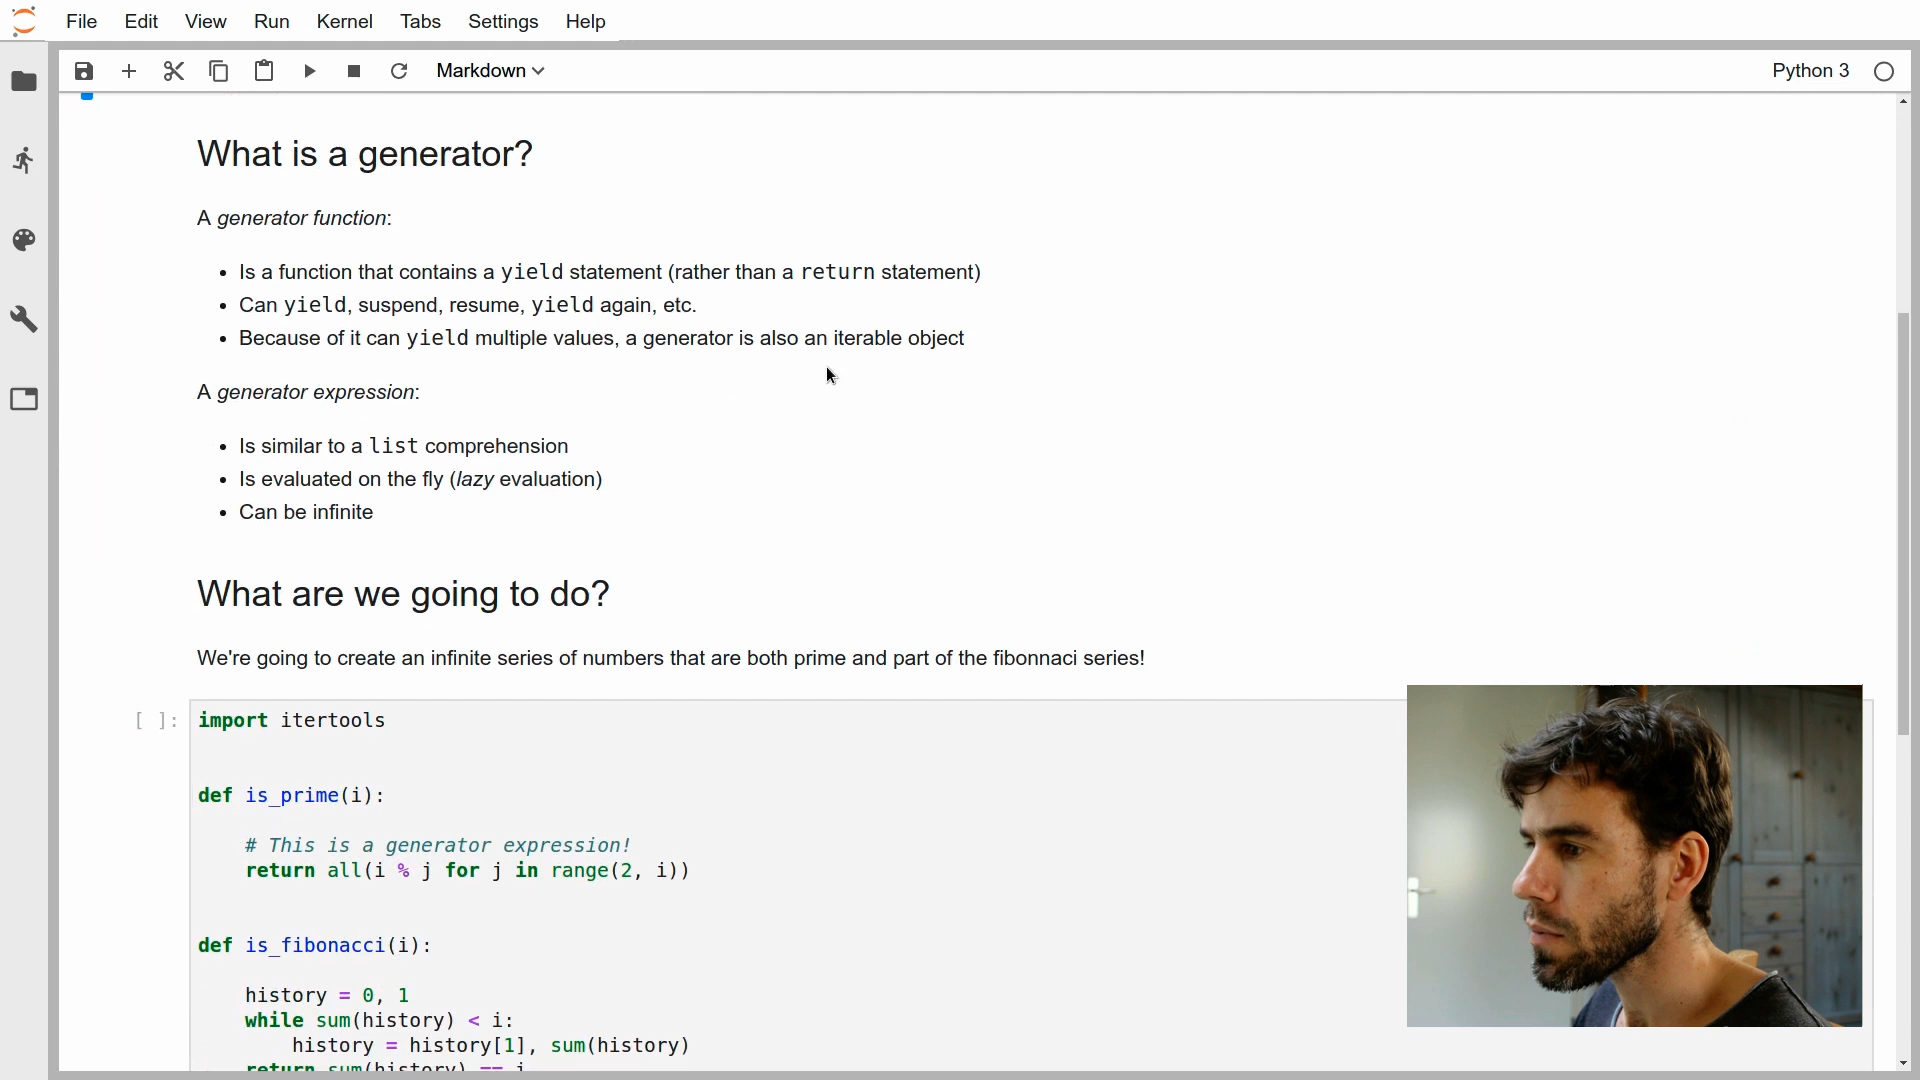 File Edit View Run Kernel Tabs Settings Help
Markdown Python 3
What is a generator?
A generator function:
• Is a function that contains a yield statement (rather than a return statement)
• Can yield, suspend, resume, yield again, etc.
• Because of it can yield multiple values, a generator is also an iterable object
A generator expression:
• Is similar to a list comprehension
• Is evaluated on the fly (lazy evaluation)
• Can be infinite
What are we going to do?
We're going to create an infinite series of numbers that are both prime and part of the fibonnaci series!
[ ]: import itertools
def is_prime(i):
# This is a generator expression!
return all(i % j for j in range(2, i))
def is_fibonacci(i):
history = 0, 1
while sum(history) < i:
history = history[1], sum(history)
return sum(history) == i